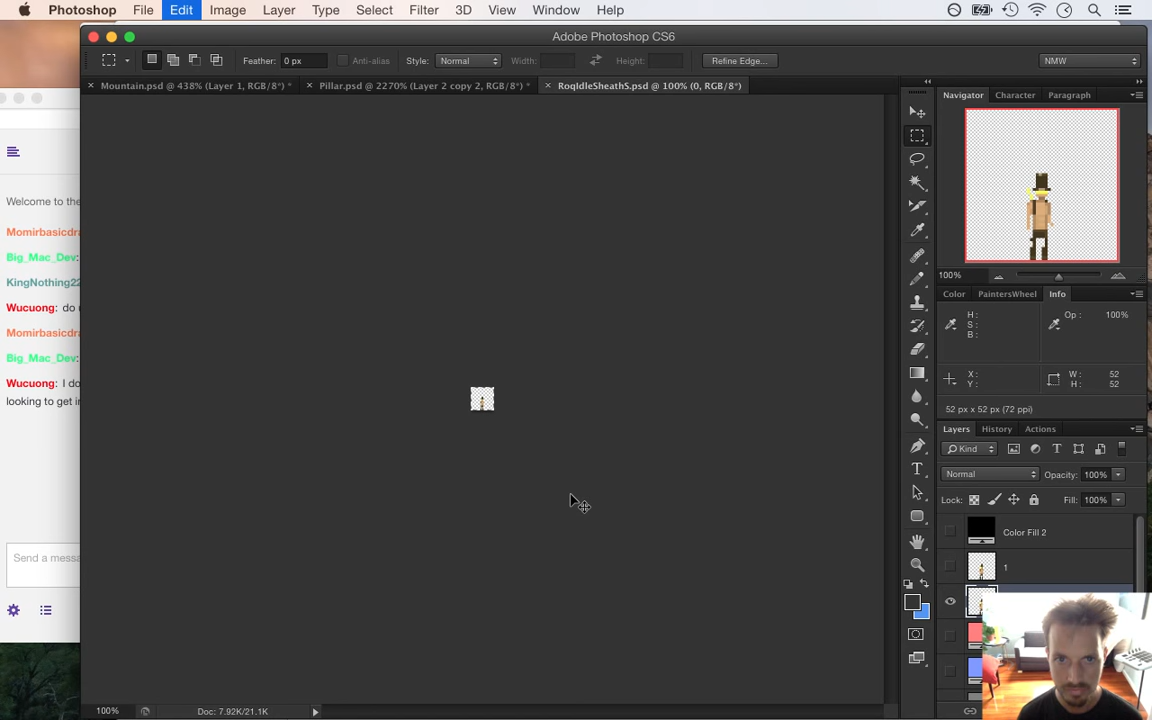 Photoshop File Edit Image Layer Type Select Filter 3D View Window Help
Adobe Photoshop CS6
Feather: 0 px Anti-alias Style: Normal Width: Height: Refine Edge... NMW
Mountain.psd @ 438% (Layer 1, RGB/8*) * Pillar.psd @ 2270% (Layer 2 copy 2, RGB/8*) * RoqIdleSheathS.psd @ 100% (0, RGB/8*)
Navigator Character Paragraph
100%
Color PaintersWheel Info
H: Op: 100%
S:
B:
X: W: 52
Y: H: 52
52 px x 52 px (72 ppi)
Layers History Actions
Kind T
Normal Opacity: 100%
Lock: Fill: 100%
Color Fill 2
1
Welcome to the
Momirbasicdra
Big_Mac_Dev:
KingNothing22
Wucuong: do
Momirbasicdra
Big_Mac_Dev:
Wucuong: I do
looking to get
Send a messa
100% Doc: 7.92K/21.1K